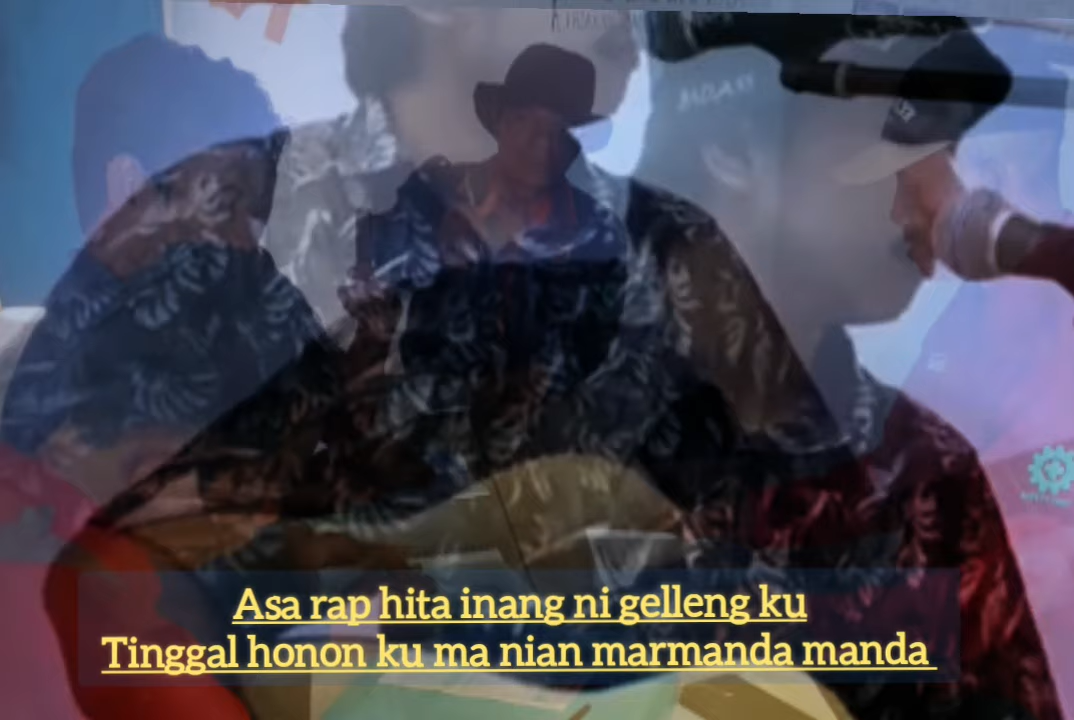 Asa rap hita inang ni gelleng ku
Tinggal honon ku ma nian marmanda manda